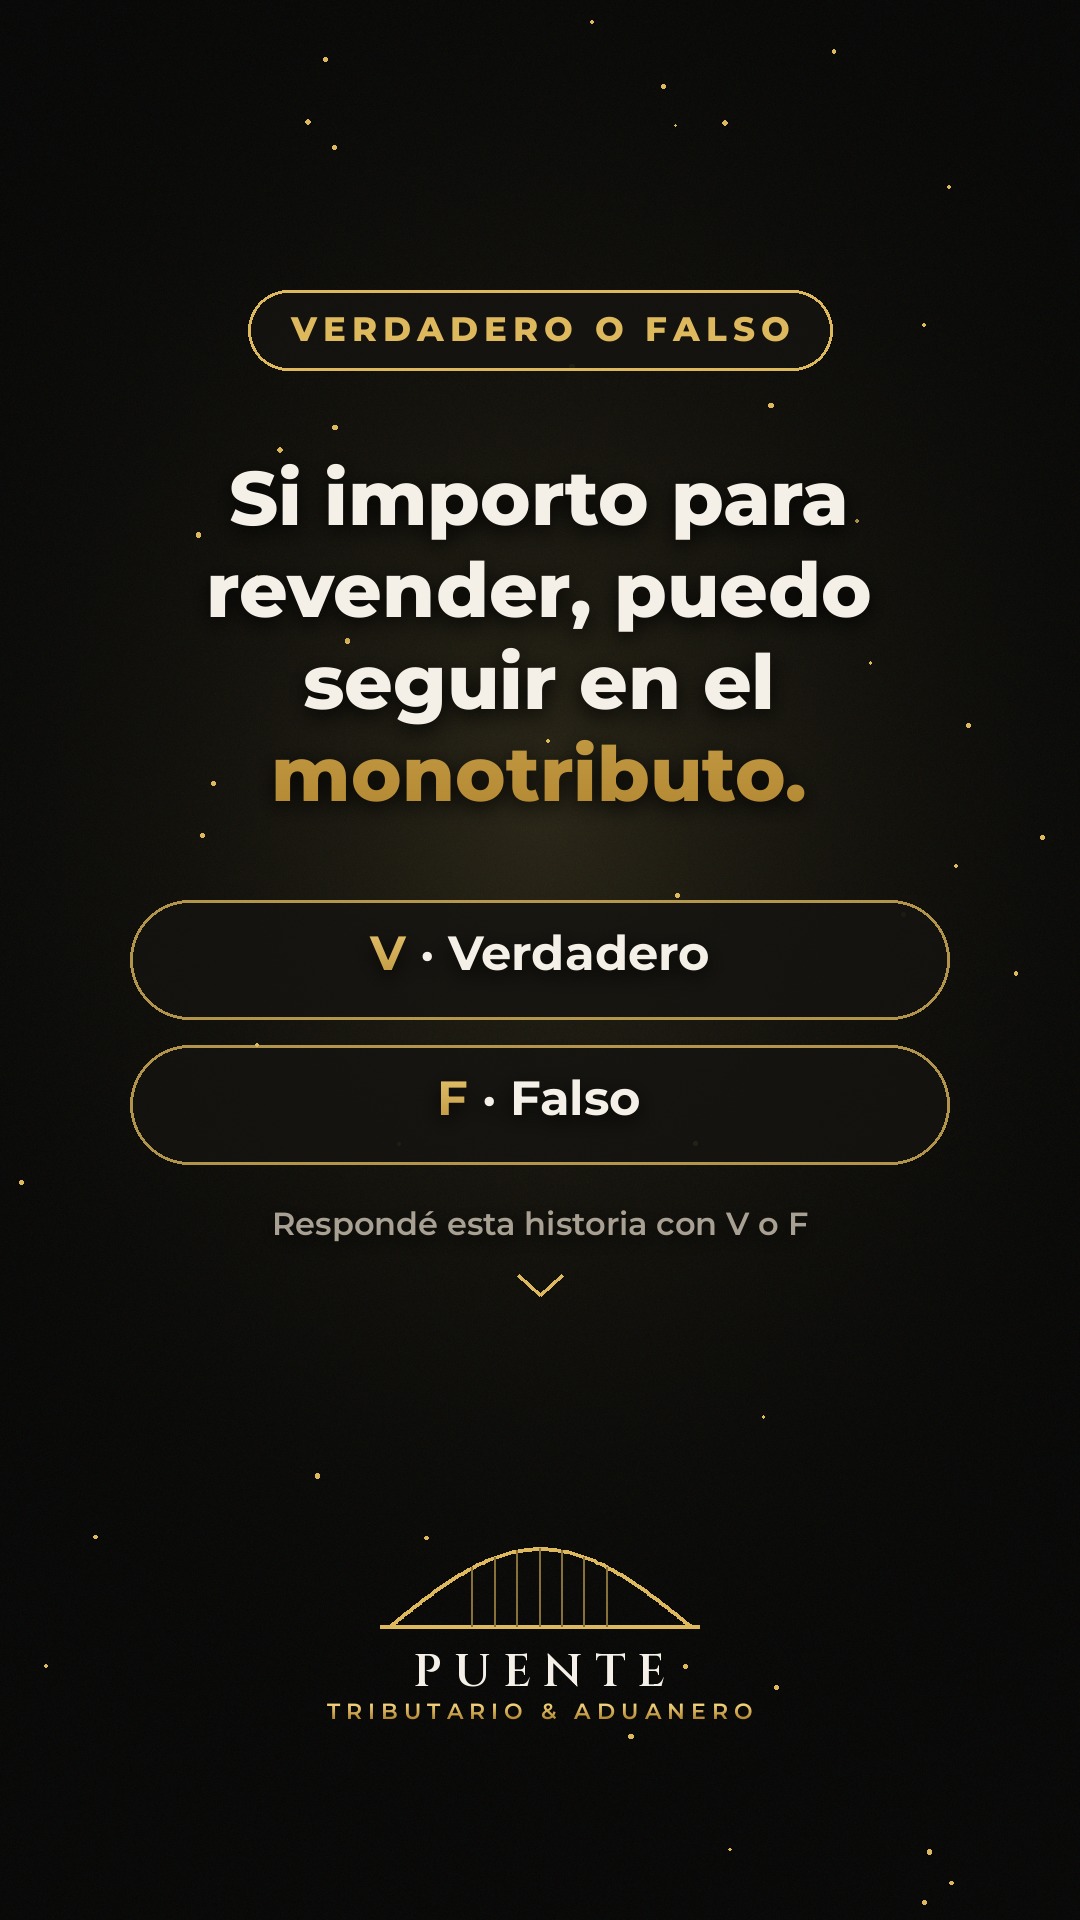 VERDADERO O FALSO
Si importo para
revender, puedo
seguir en el
monotributo.
V · Verdadero
F · Falso
Respondé esta historia con V o F
PUENTE
TRIBUTARIO & ADUANERO